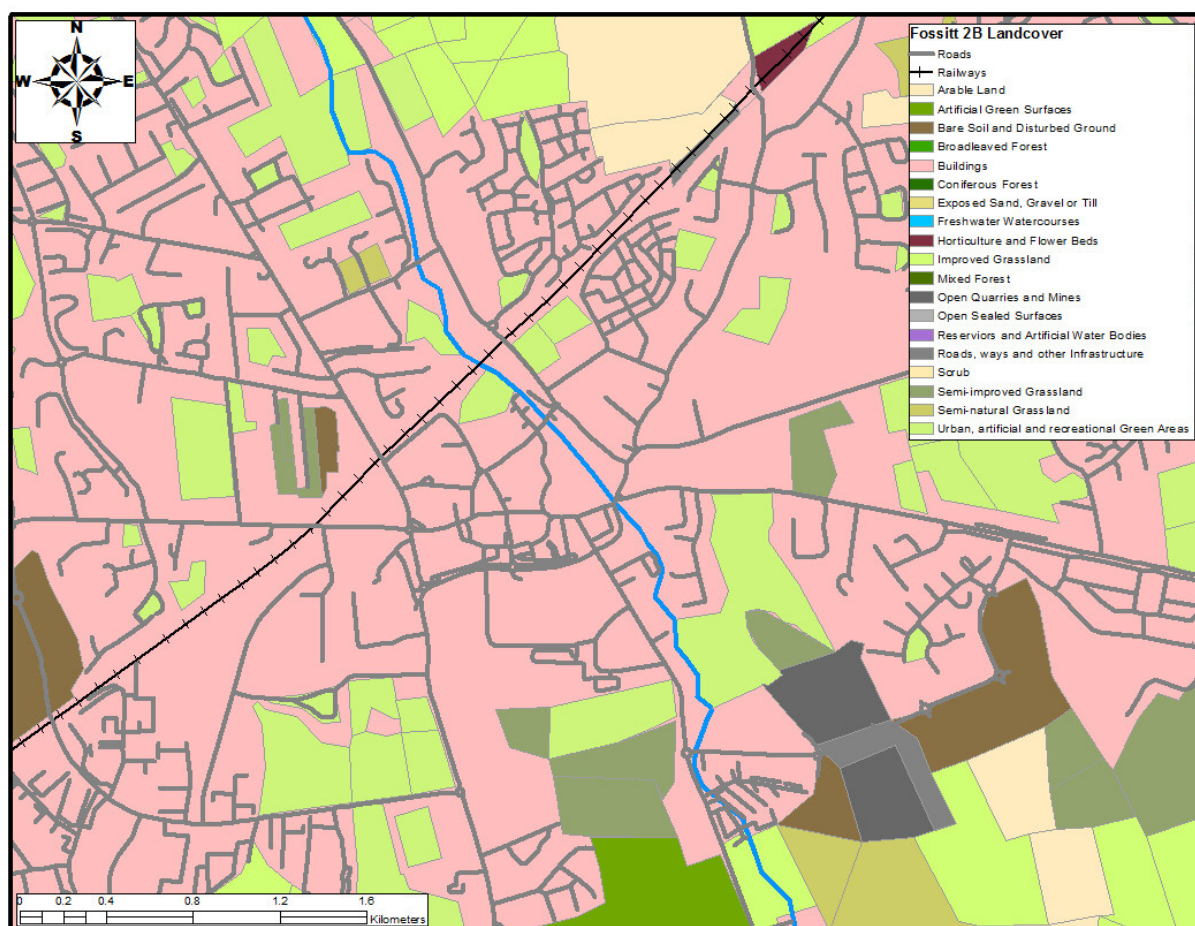 N
W E
S
Fossitt 2B Landcover
Roads
Railways
Arable Land
Artificial Green Surfaces
Bare Soil and Disturbed Ground
Broadleaved Forest
Buildings
Coniferous Forest
Exposed Sand, Gravel or Till
Freshwater Watercourses
Horticulture and Flower Beds
Improved Grassland
Mixed Forest
Open Quarries and Mines
Open Sealed Surfaces
Reserviors and Artificial Water Bodies
Roads, ways and other Infrastructure
Scrub
Semi-improved Grassland
Semi-natural Grassland
Urban, artificial and recreational Green Areas
0 0.2 0.4 0.8 1.2 1.6
Kilometers